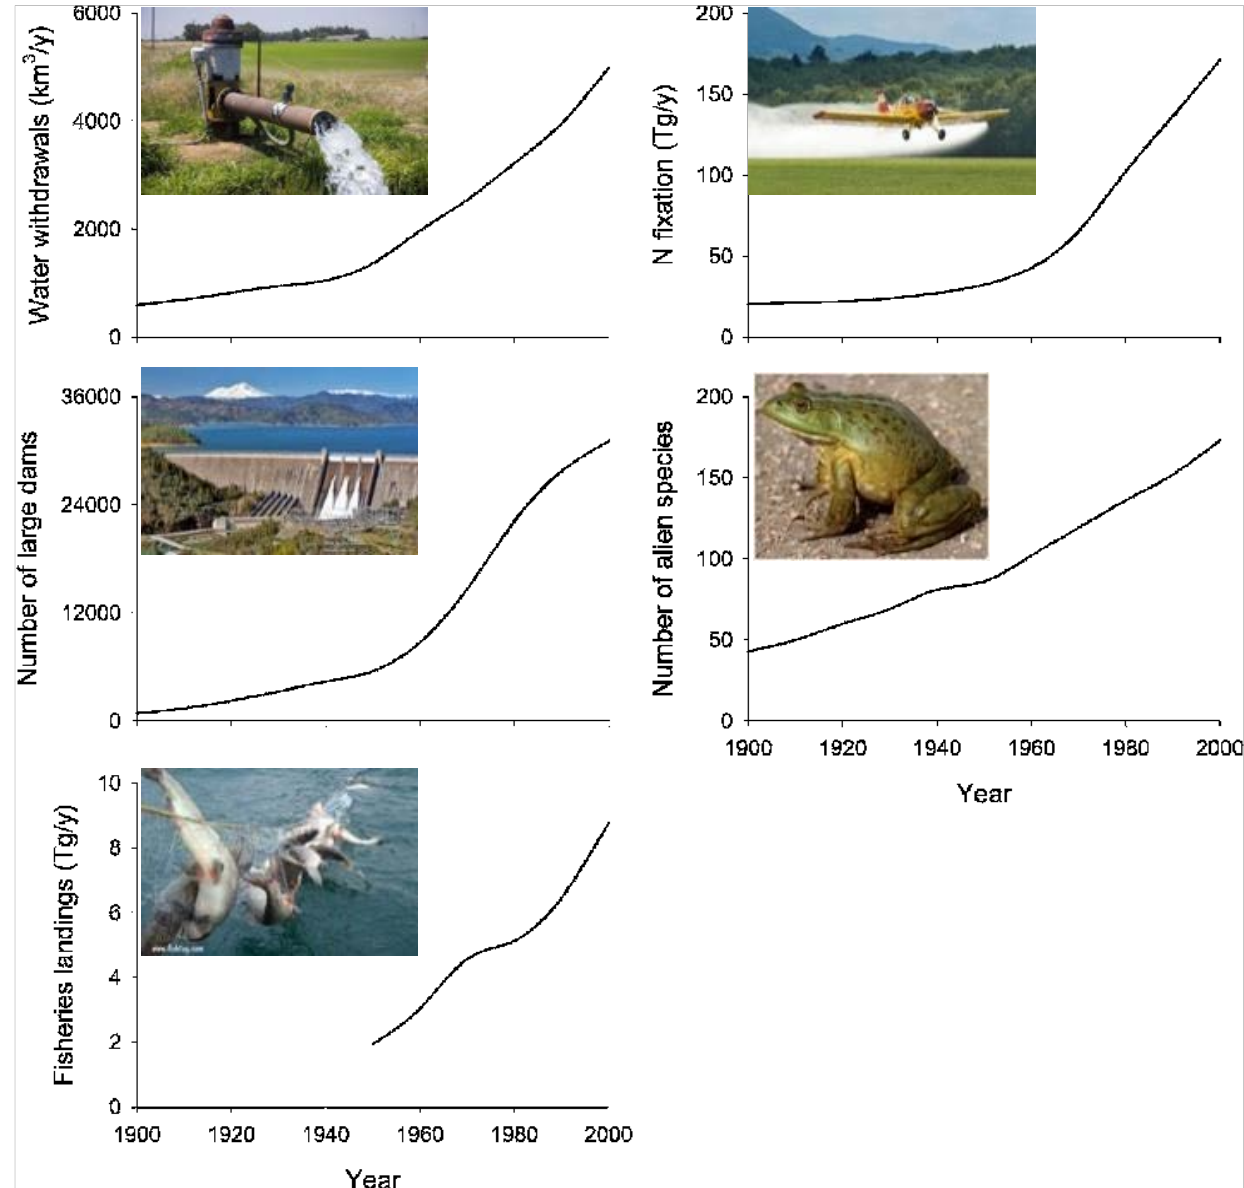 Water withdrawals (km³/y)
6000
4000
2000
0
N fixation (Tg/y)
200
150
100
50
0
Number of large dams
36000
24000
12000
0
Number of alien species
200
150
100
50
0
1900 1920 1940 1960 1980 2000
Year
Fisheries landings (Tg/y)
10
8
6
4
2
0
1900 1920 1940 1960 1980 2000
Year